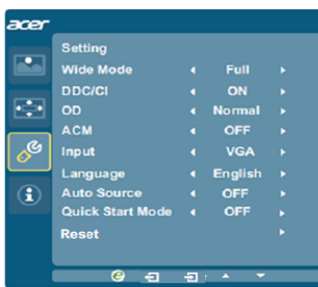 acer
Setting
Wide Mode Full
DDC/CI ON
OD Normal
ACM OFF
Input VGA
Language English
Auto Source OFF
Quick Start Mode OFF
Reset